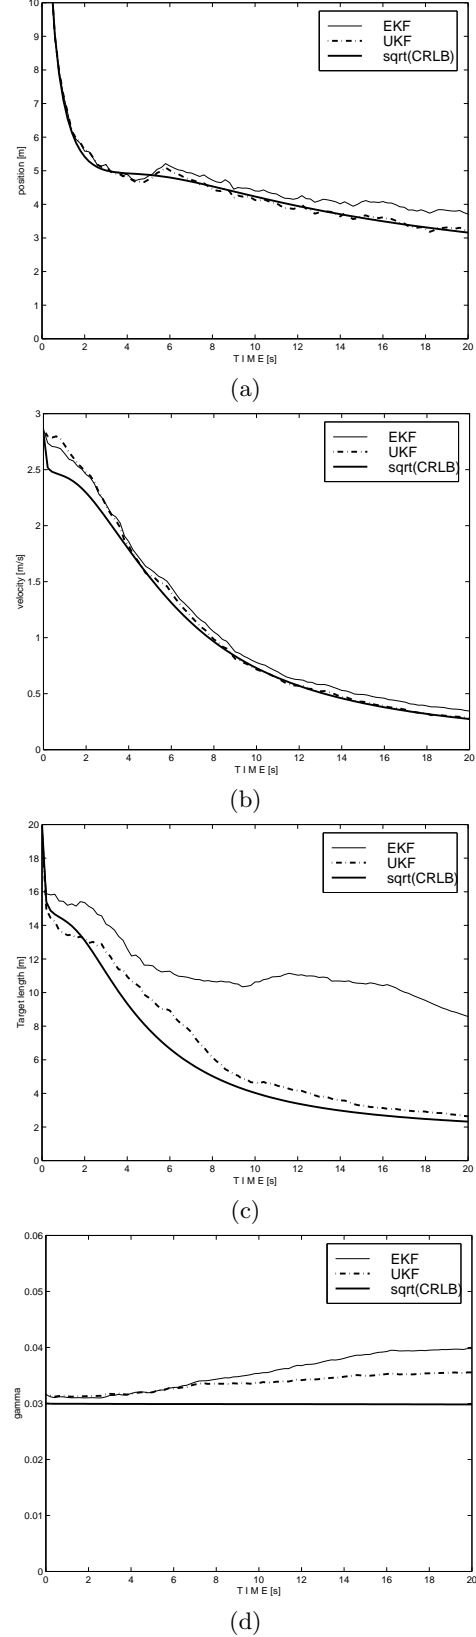 10
9
8
7
6
5
4
3
2
1
0
position [m]
EKF
UKF
sqrt(CRLB)
0 2 4 6 8 10 12 14 16 18 20
T I M E [s]
(a)
3
2.5
2
1.5
1
0.5
0
velocity [m/s]
EKF
UKF
sqrt(CRLB)
0 2 4 6 8 10 12 14 16 18 20
T I M E [s]
(b)
20
18
16
14
12
10
8
6
4
2
0
Target length [m]
EKF
UKF
sqrt(CRLB)
0 2 4 6 8 10 12 14 16 18 20
T I M E [s]
(c)
0.06
0.05
0.04
0.03
0.02
0.01
0
gamma
EKF
UKF
sqrt(CRLB)
0 2 4 6 8 10 12 14 16 18 20
T I M E [s]
(d)